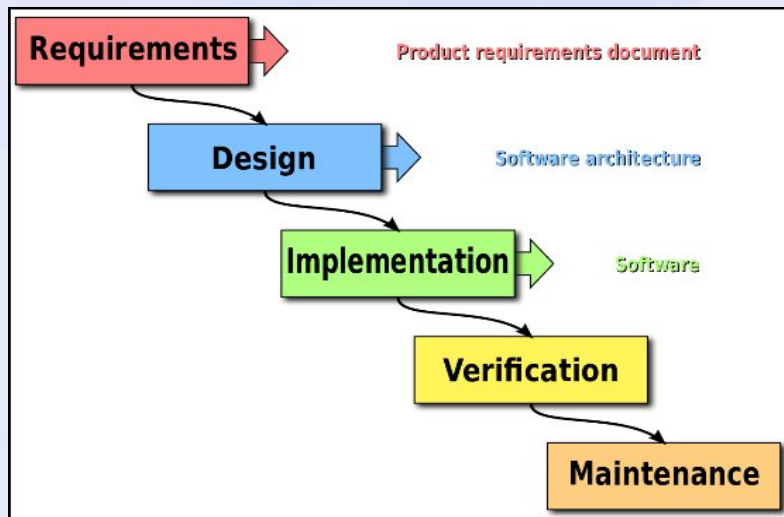 Requirements
Product requirements document
Design
Software architecture
Implementation
Software
Verification
Maintenance